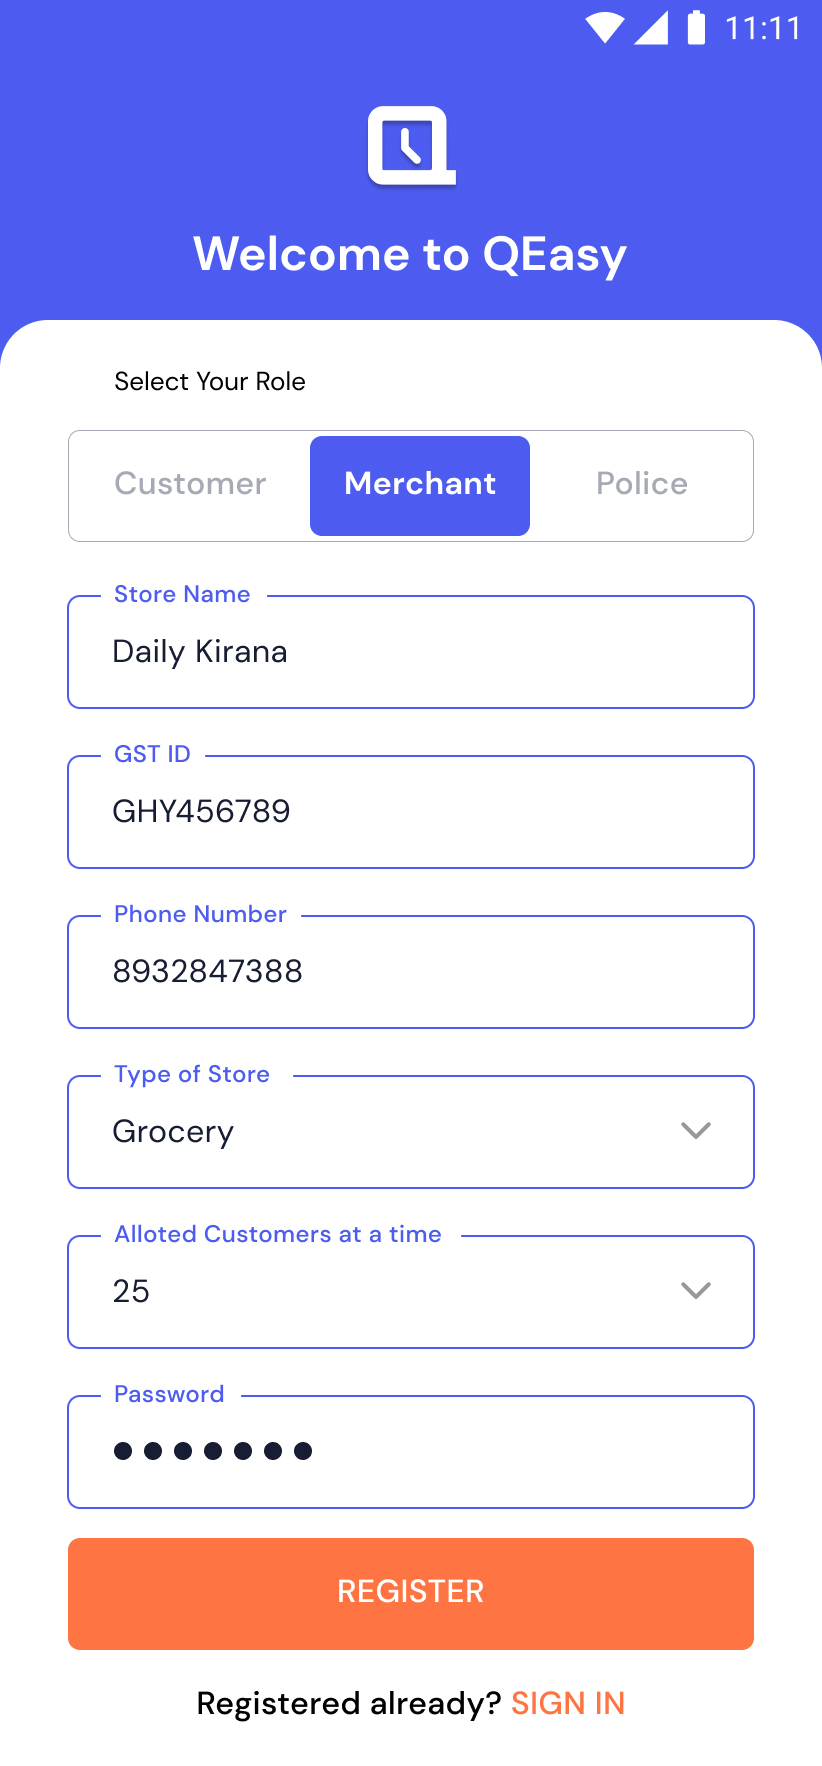 11:11
Welcome to QEasy
Select Your Role
Customer Merchant Police
Store Name
Daily Kirana
GST ID
GHY456789
Phone Number
8932847388
Type of Store
Grocery
Alloted Customers at a time
25
Password
REGISTER
Registered already? SIGN IN